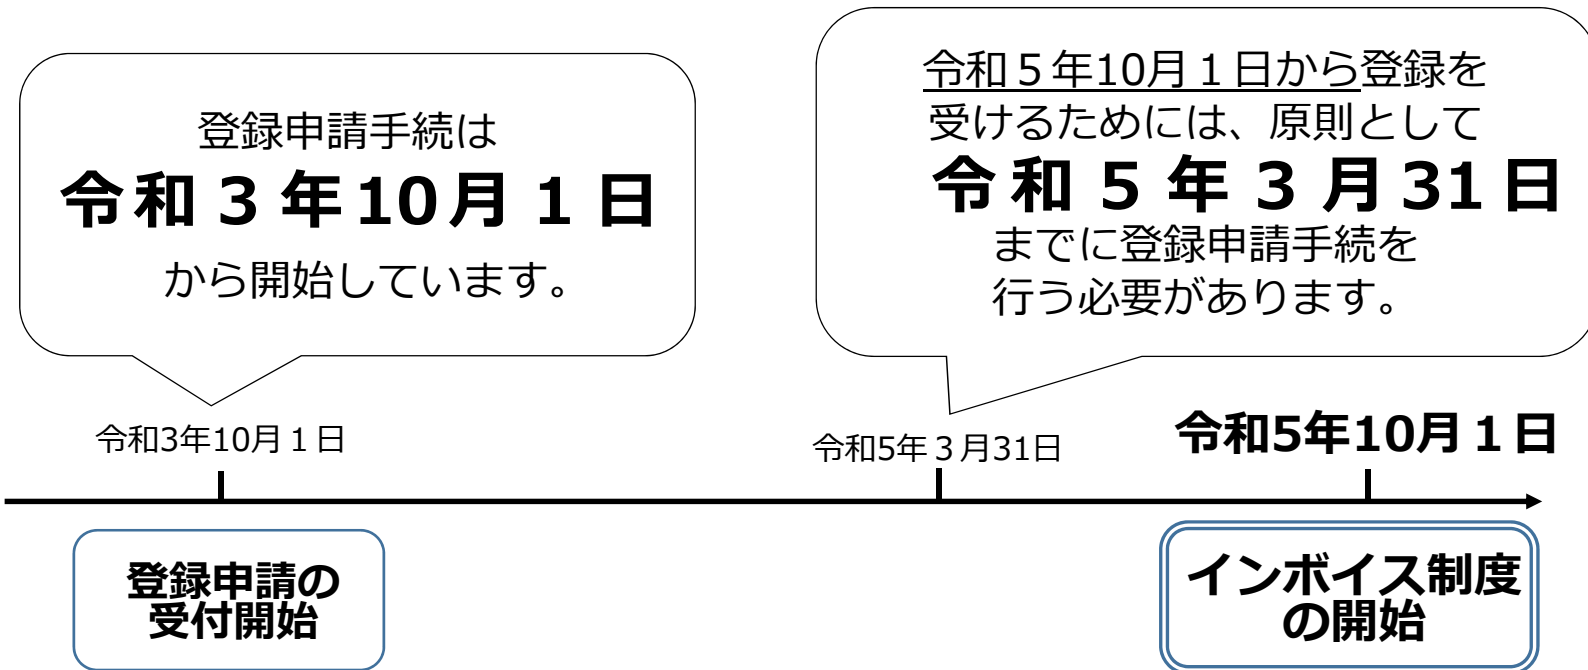 登録申請手続は
令和３年10月１日
から開始しています。
令和５年10月１日から登録を
受けるためには、原則として
令和５年３月31日
までに登録申請手続を
行う必要があります。
令和3年10月１日
令和5年３月31日
令和5年10月１日
登録申請の
受付開始
インボイス制度
の開始